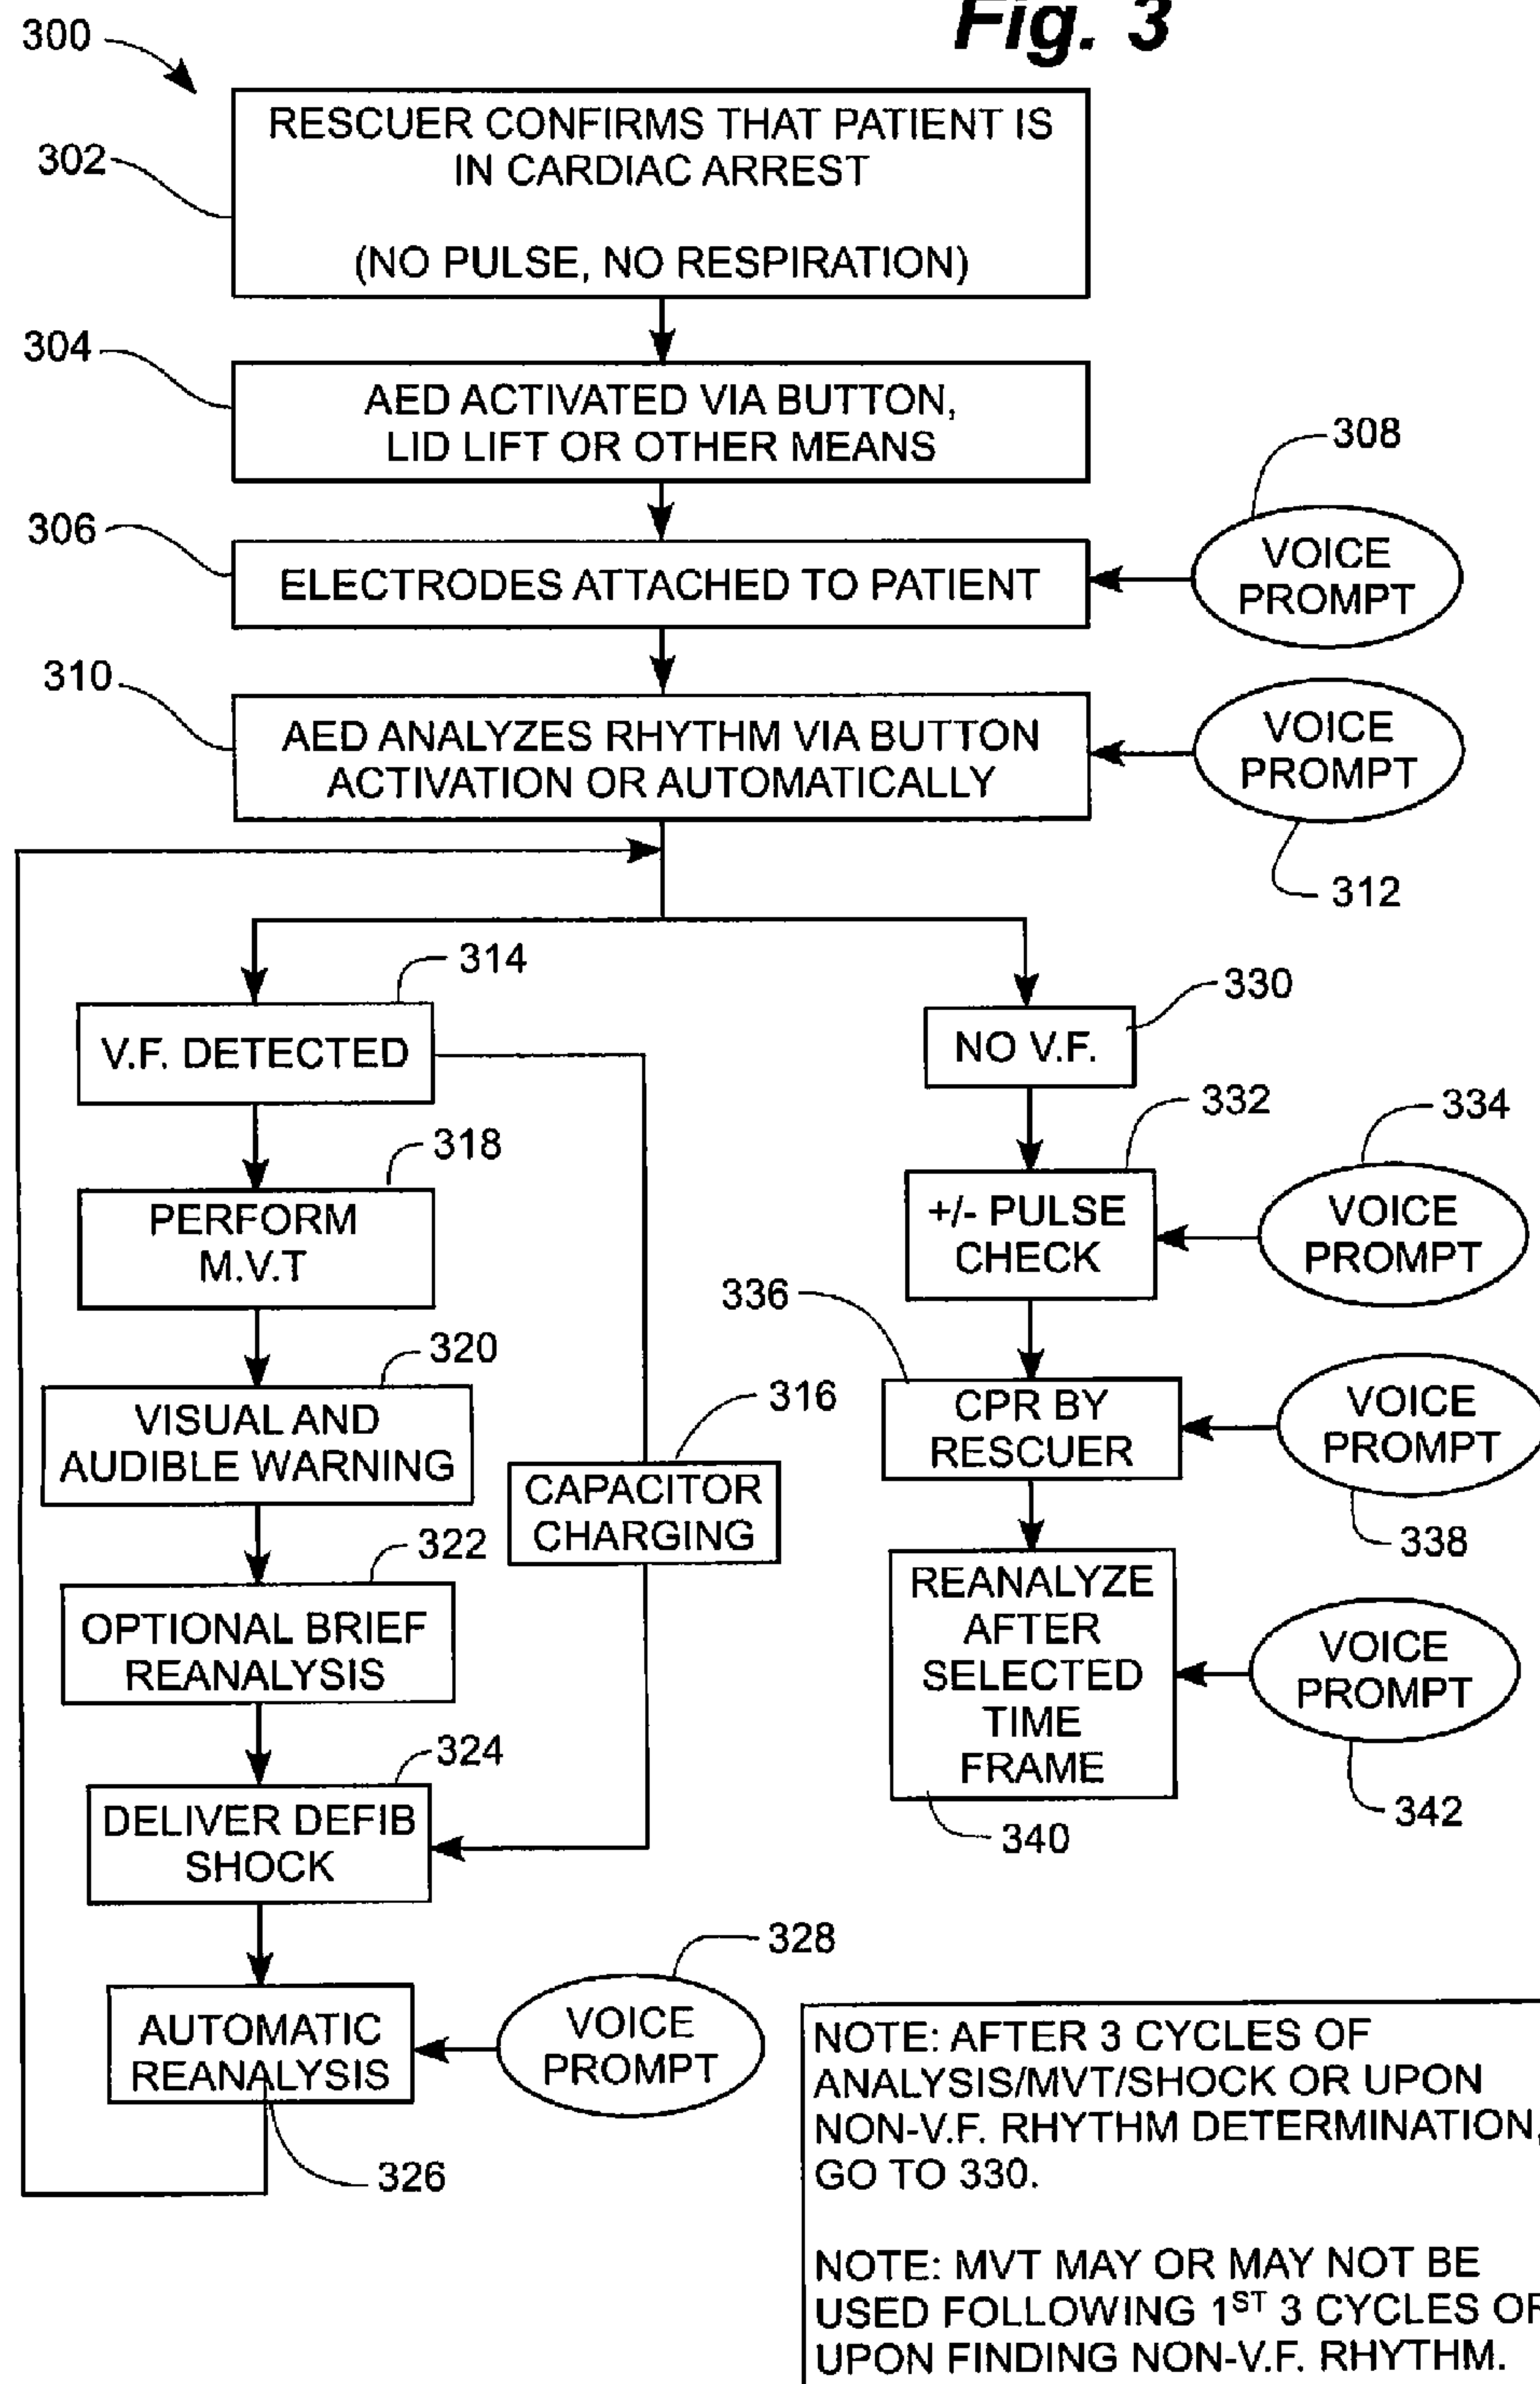 Fig. 3
300
302
RESCUER CONFIRMS THAT PATIENT IS
IN CARDIAC ARREST
(NO PULSE, NO RESPIRATION)
304
AED ACTIVATED VIA BUTTON,
LID LIFT OR OTHER MEANS
306
ELECTRODES ATTACHED TO PATIENT
308
VOICE
PROMPT
310
AED ANALYZES RHYTHM VIA BUTTON
ACTIVATION OR AUTOMATICALLY
VOICE
PROMPT
312
314
V.F. DETECTED
318
PERFORM
M.V.T
320
VISUAL AND
AUDIBLE WARNING
316
CAPACITOR
CHARGING
322
OPTIONAL BRIEF
REANALYSIS
324
DELIVER DEFIB
SHOCK
AUTOMATIC
REANALYSIS
326
328
VOICE
PROMPT
330
NO V.F.
332
+/- PULSE
CHECK
334
VOICE
PROMPT
336
CPR BY
RESCUER
VOICE
PROMPT
338
REANALYZE
AFTER
SELECTED
TIME
FRAME
340
VOICE
PROMPT
342
NOTE: AFTER 3 CYCLES OF
ANALYSIS/MVT/SHOCK OR UPON
NON-V.F. RHYTHM DETERMINATION,
GO TO 330.
NOTE: MVT MAY OR MAY NOT BE
USED FOLLOWING 1ST 3 CYCLES OR
UPON FINDING NON-V.F. RHYTHM.